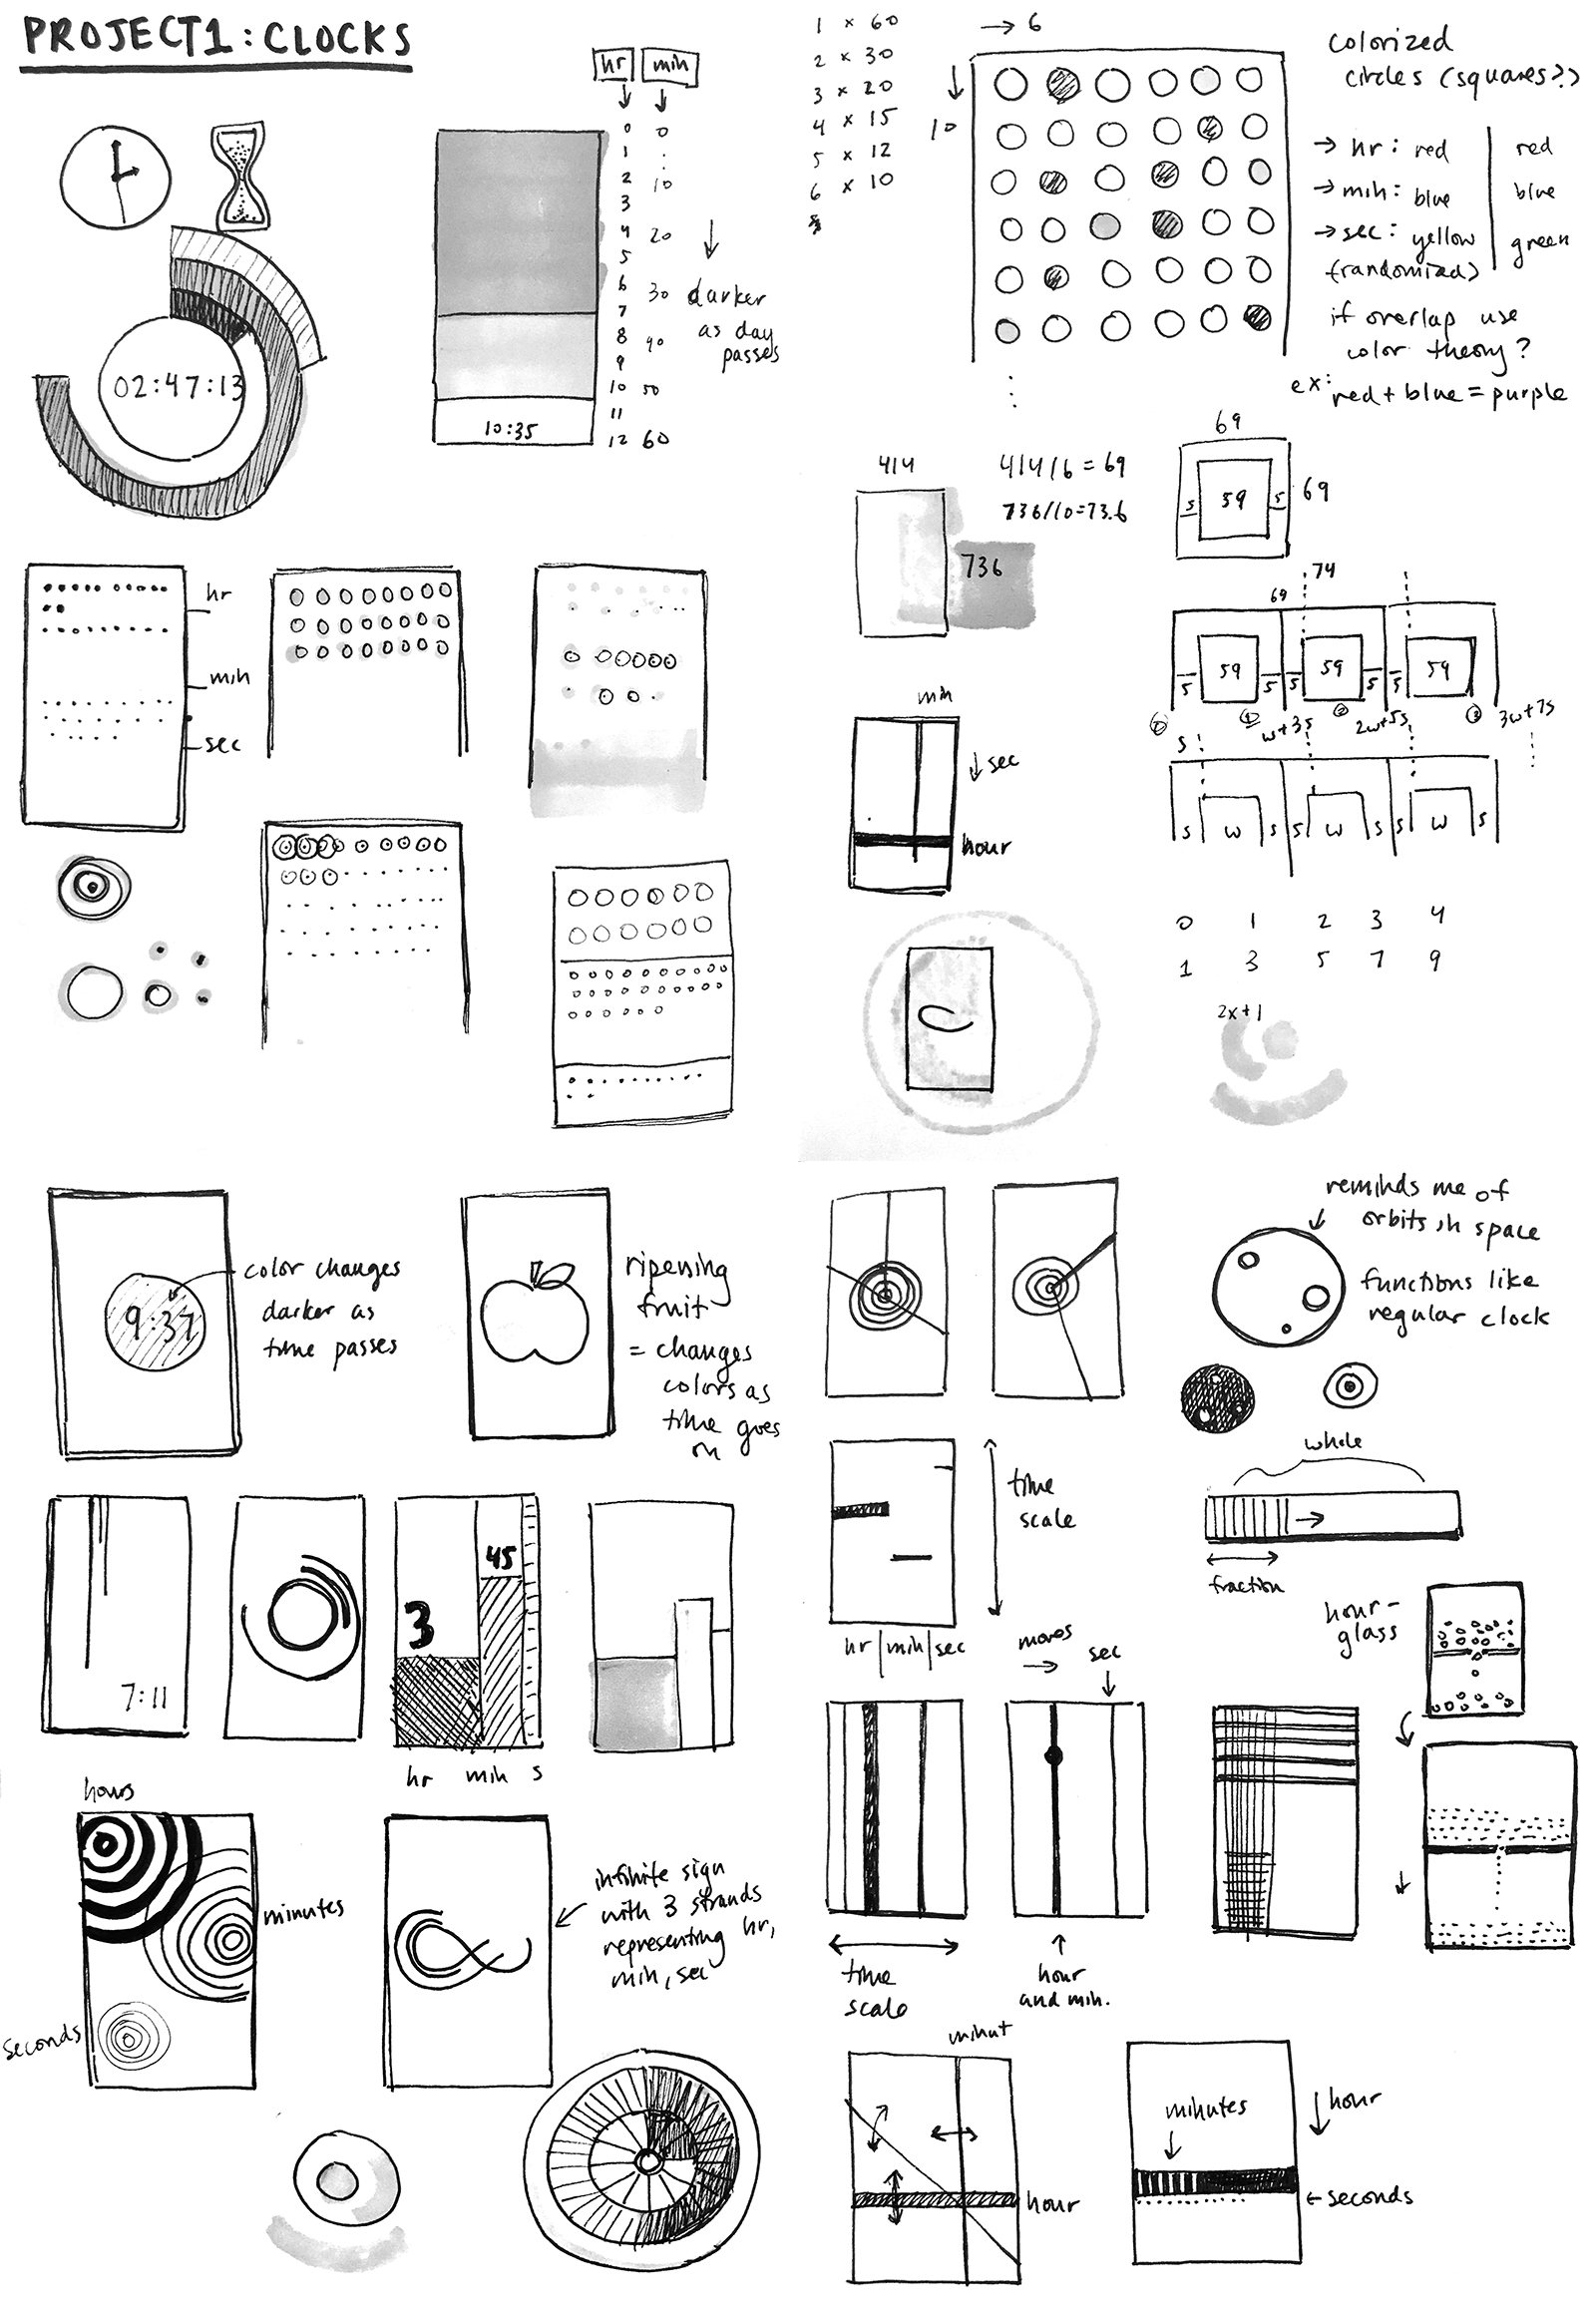 PROJECT1: CLOCKS
hr
min
0
1
2
3
4
5
6
7
8
9
10
11
12
0
10
20
30
40
50
60
darker
as day
passes
10:35
02:47:13
hr
min
sec
1 x 60
2 x 30
3 x 20
4 x 15
5 x 12
6 x 10
→ 6
↓
10
colorized
circles (squares?)
→ hr: red | red
→ min: blue | blue
→ sec: yellow | green
(randomized)
if overlap use
color theory?
ex: red + blue = purple
414
736
414/6 = 69
736/10=73.6
69
69
5
59
5
69
74
5 59 5 5 59 5 5 59
0 1 2 3
s w+3s 2w+5s 3w+7s
s w s s w s s w s
min
↓ sec
hour
0 1 2 3 4
1 3 5 7 9
2x+1
9:37
color changes
darker as
time passes
ripening
fruit
= changes
colors as
time goes
on
reminds me of
orbits in space
functions like
regular clock
7:11
3
45
hr min s
time
scale
hr|min|sec
whole
→
fraction
hour-
glass
moves
→
sec
↓
time
scale
↑
hour
and min.
hours
minutes
seconds
infinite sign
with 3 strands
representing hr,
min, sec
minut
hour
minutes
↓ hour
← seconds